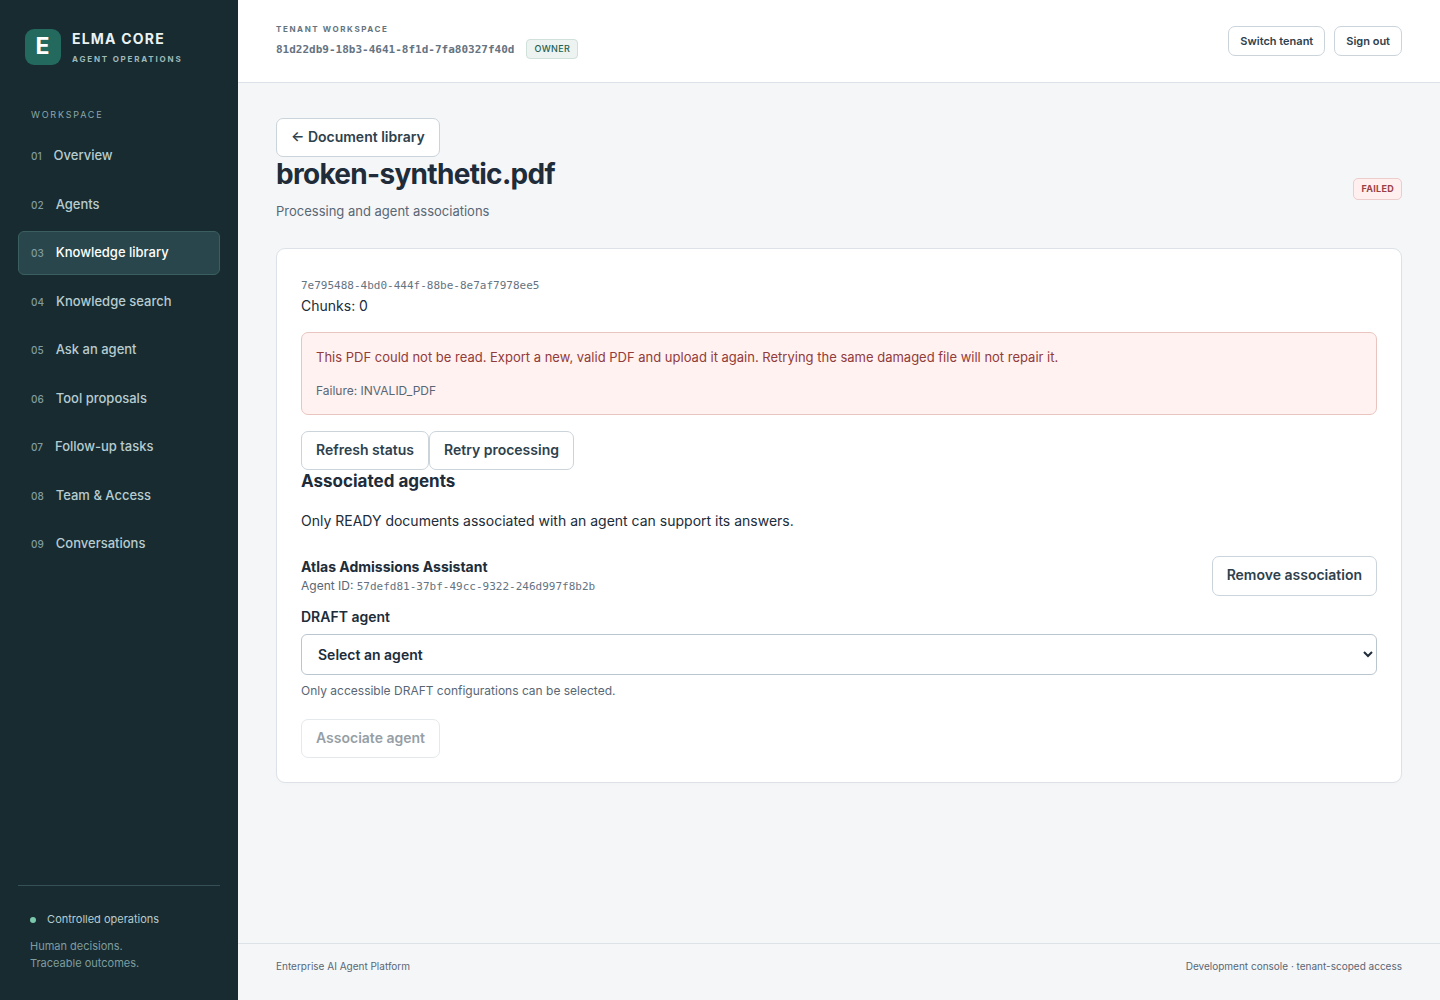 E
ELMA CORE
AGENT OPERATIONS
WORKSPACE
01 Overview
02 Agents
03 Knowledge library
04 Knowledge search
05 Ask an agent
06 Tool proposals
07 Follow-up tasks
08 Team & Access
09 Conversations
Controlled operations
Human decisions.
Traceable outcomes.
TENANT WORKSPACE
81d22db9-18b3-4641-8f1d-7fa80327f40d OWNER
Switch tenant
Sign out
← Document library
broken-synthetic.pdf
FAILED
Processing and agent associations
7e795488-4bd0-444f-88be-8e7af7978ee5
Chunks: 0
This PDF could not be read. Export a new, valid PDF and upload it again. Retrying the same damaged file will not repair it.
Failure: INVALID_PDF
Refresh status
Retry processing
Associated agents
Only READY documents associated with an agent can support its answers.
Atlas Admissions Assistant
Agent ID: 57defd81-37bf-49cc-9322-246d997f8b2b
Remove association
DRAFT agent
Select an agent
Only accessible DRAFT configurations can be selected.
Associate agent
Enterprise AI Agent Platform
Development console · tenant-scoped access